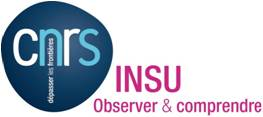 cnrs
dépasser les frontières
INSU
Observer & comprendre